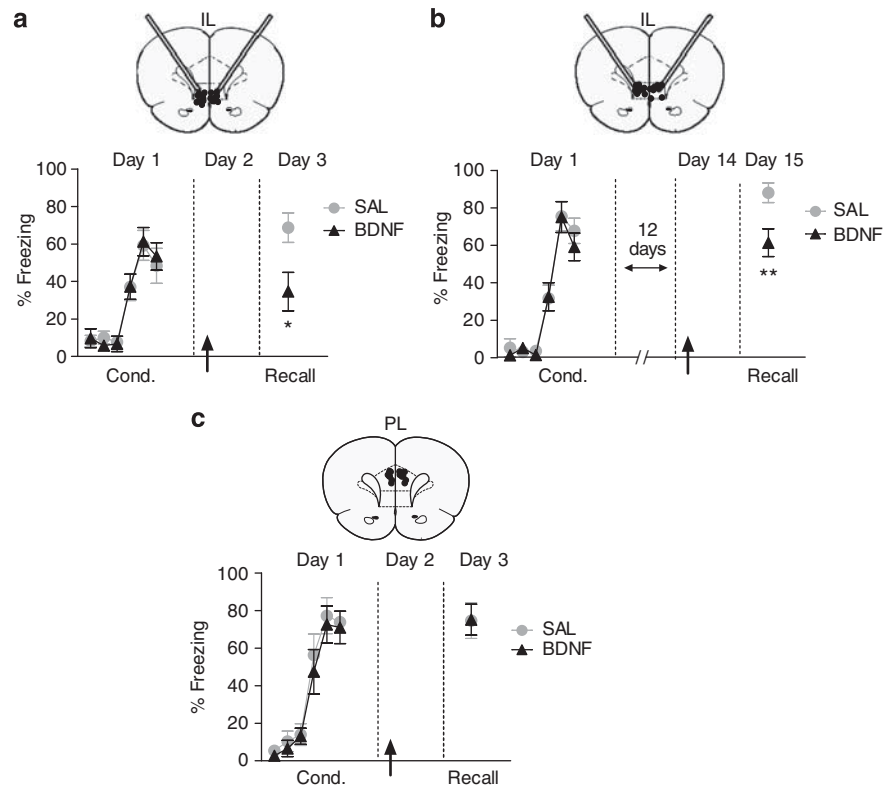 a
IL
Day 1 Day 2 Day 3
100
80
60
40
20
0
% Freezing
SAL
BDNF
*
Cond. Recall
b
IL
Day 1 Day 14 Day 15
100
80
60
40
20
0
% Freezing
12
days
SAL
BDNF
**
Cond. Recall
c
PL
Day 1 Day 2 Day 3
100
80
60
40
20
0
% Freezing
SAL
BDNF
Cond. Recall